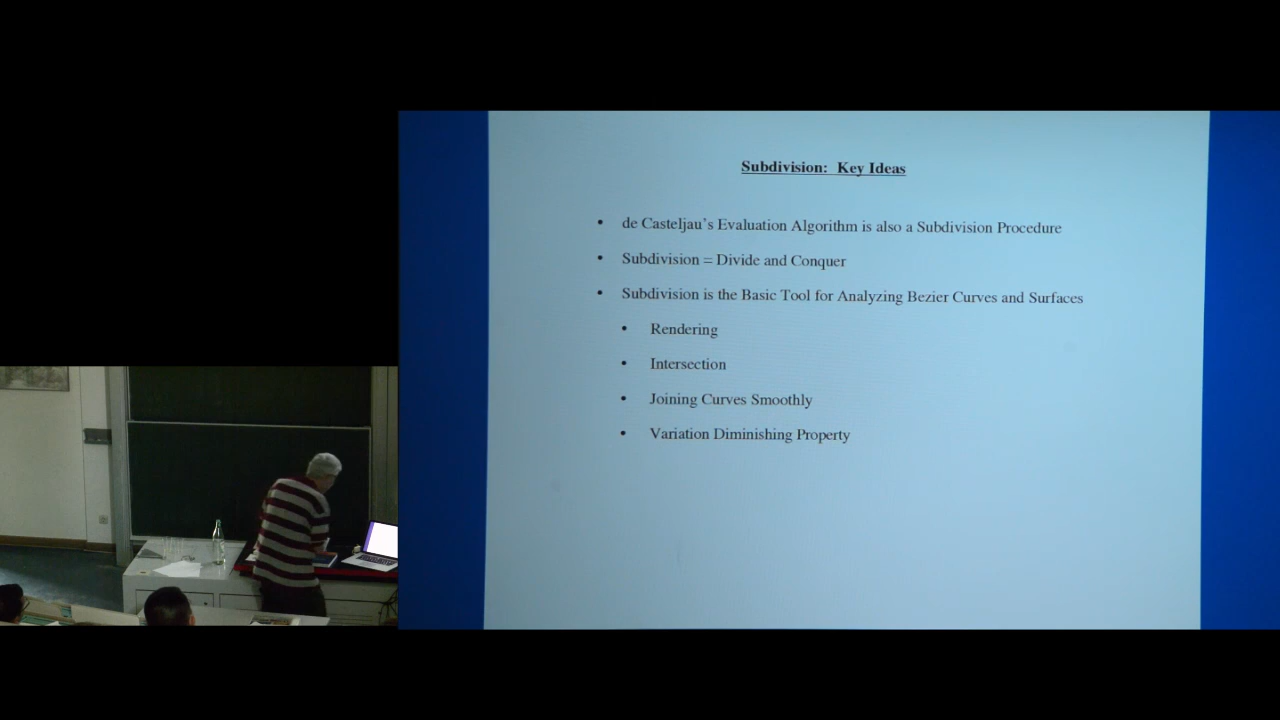 Subdivision: Key Ideas
• de Casteljau's Evaluation Algorithm is also a Subdivision Procedure
• Subdivision = Divide and Conquer
• Subdivision is the Basic Tool for Analyzing Bezier Curves and Surfaces
• Rendering
• Intersection
• Joining Curves Smoothly
• Variation Diminishing Property